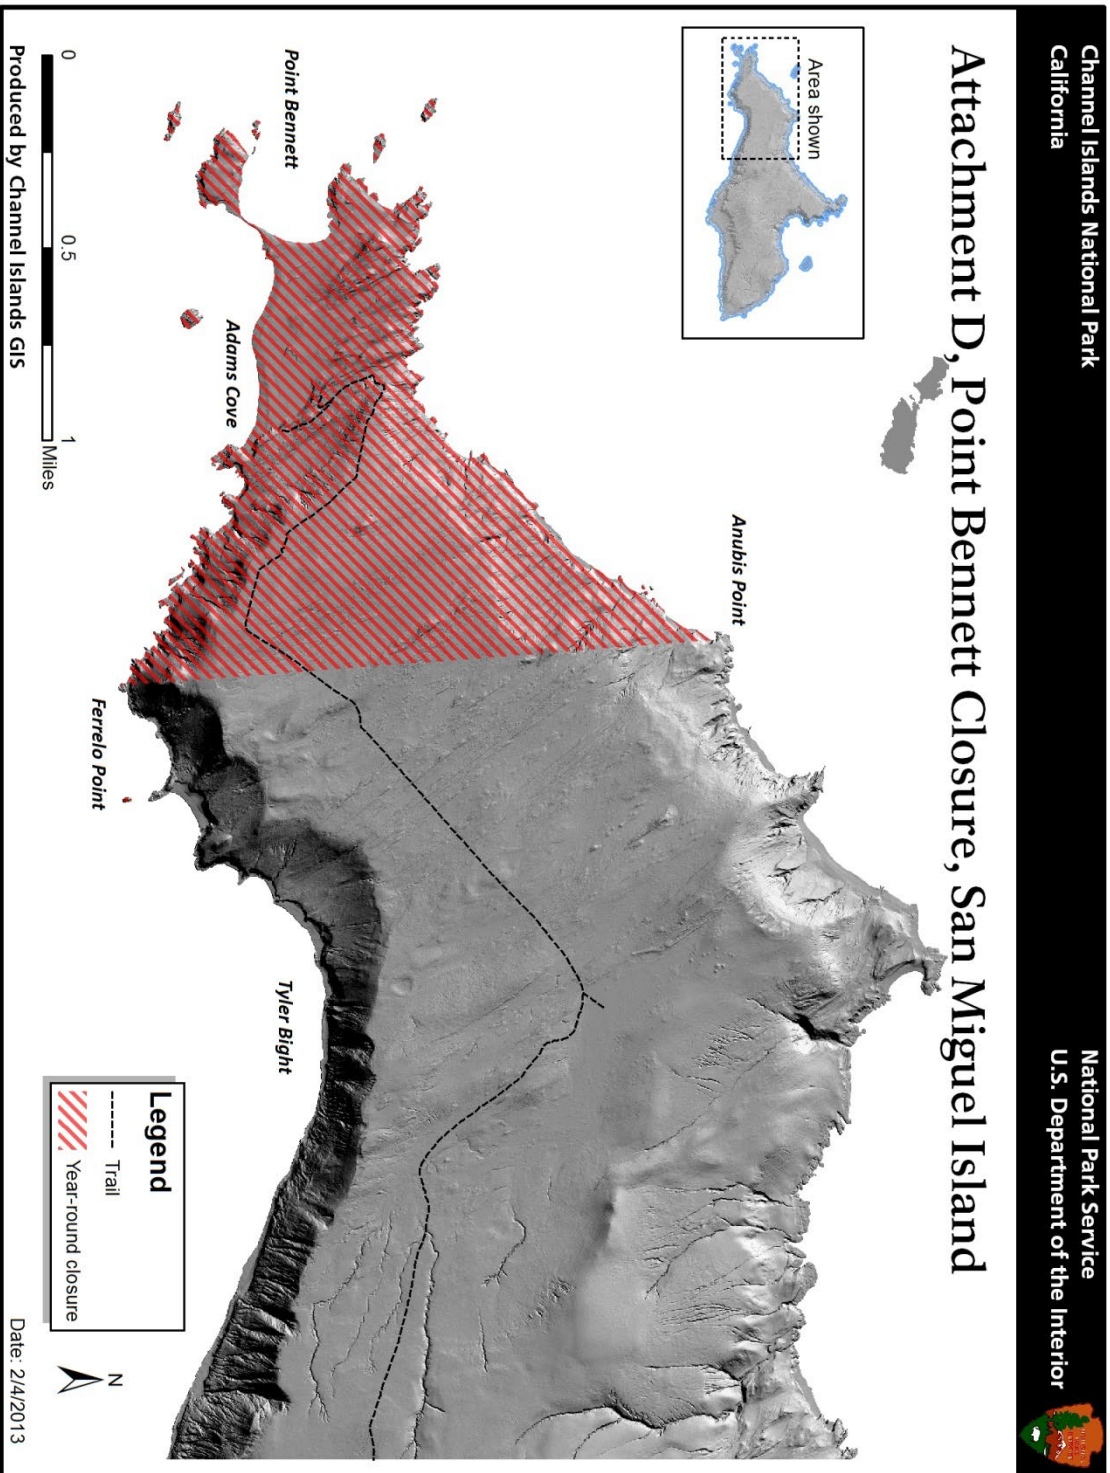 Channel Islands National Park
California
National Park Service
U.S. Department of the Interior
Attachment D, Point Bennett Closure, San Miguel Island
Area shown
Anubis Point
Point Bennett
Adams Cove
Ferrelo Point
Tyler Bight
Legend
Trail
Year-round closure
N
0
0.5
1
Miles
Produced by Channel Islands GIS
Date: 2/4/2013